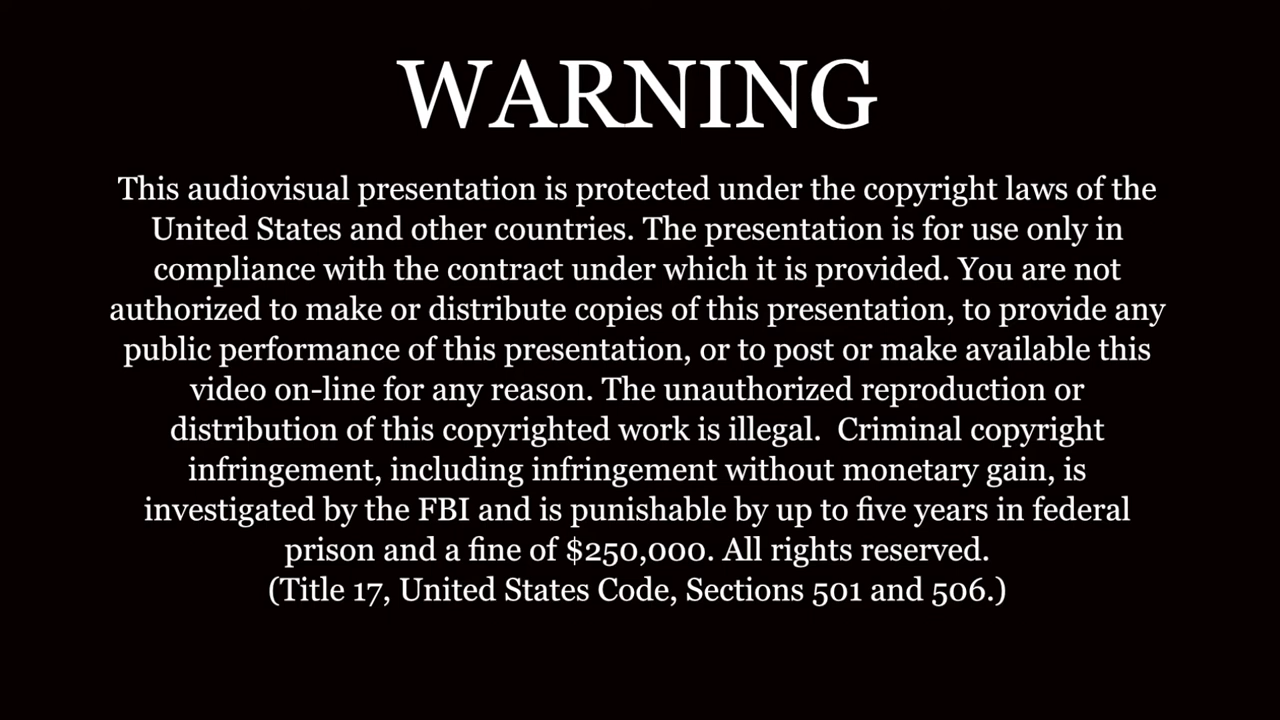 WARNING
This audiovisual presentation is protected under the copyright laws of the
United States and other countries. The presentation is for use only in
compliance with the contract under which it is provided. You are not
authorized to make or distribute copies of this presentation, to provide any
public performance of this presentation, or to post or make available this
video on-line for any reason. The unauthorized reproduction or
distribution of this copyrighted work is illegal.  Criminal copyright
infringement, including infringement without monetary gain, is
investigated by the FBI and is punishable by up to five years in federal
prison and a fine of $250,000. All rights reserved.
(Title 17, United States Code, Sections 501 and 506.)